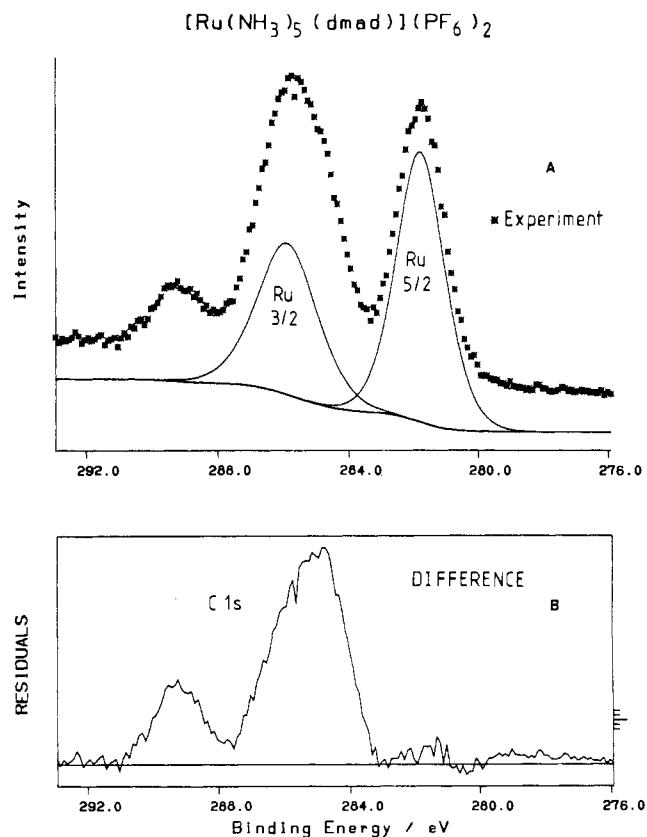 [Ru(NH₃)₅ (dmad)](PF₆)₂
A
Experiment
Intensity
Ru
3/2
Ru
5/2
292.0 288.0 284.0 280.0 276.0
DIFFERENCE
C 1s
B
RESIDUALS
292.0 288.0 284.0 280.0 276.0
Binding Energy / eV